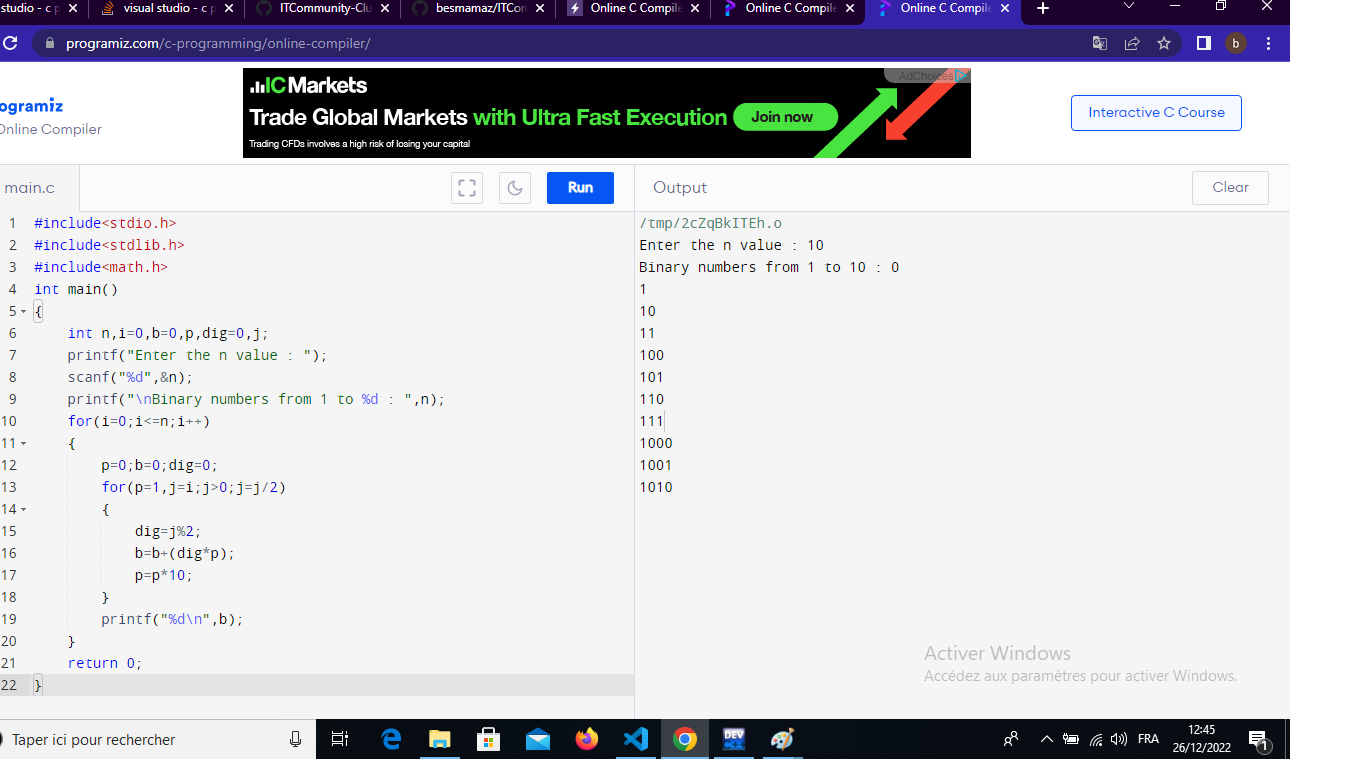 studio - c p
visual studio - c p
ITCommunity-Clu
besmamaz/ITCon
Online C Compile
Online C Compile
Online C Compile
programiz.com/c-programming/online-compiler/
b
AdChoices
IC Markets
Trade Global Markets with Ultra Fast Execution
Join now
Trading CFDs involves a high risk of losing your capital
ogramiz
Online Compiler
Interactive C Course
main.c
Run
Output
Clear
1 #include<stdio.h>
2 #include<stdlib.h>
3 #include<math.h>
4 int main()
5 {
6 int n,i=0,b=0,p,dig=0,j;
7 printf("Enter the n value : ");
8 scanf("%d",&n);
9 printf("\nBinary numbers from 1 to %d : ",n);
10 for(i=0;i<=n;i++)
11 {
12 p=0;b=0;dig=0;
13 for(p=1,j=i;j>0;j=j/2)
14 {
15 dig=j%2;
16 b=b+(dig*p);
17 p=p*10;
18 }
19 printf("%d\n",b);
20 }
21 return 0;
22 }
/tmp/2cZqBkITEh.o
Enter the n value : 10
Binary numbers from 1 to 10 : 0
1
10
11
100
101
110
111
1000
1001
1010
Activer Windows
Accédez aux paramètres pour activer Windows.
Taper ici pour rechercher
DEV
FRA
12:45
26/12/2022
1